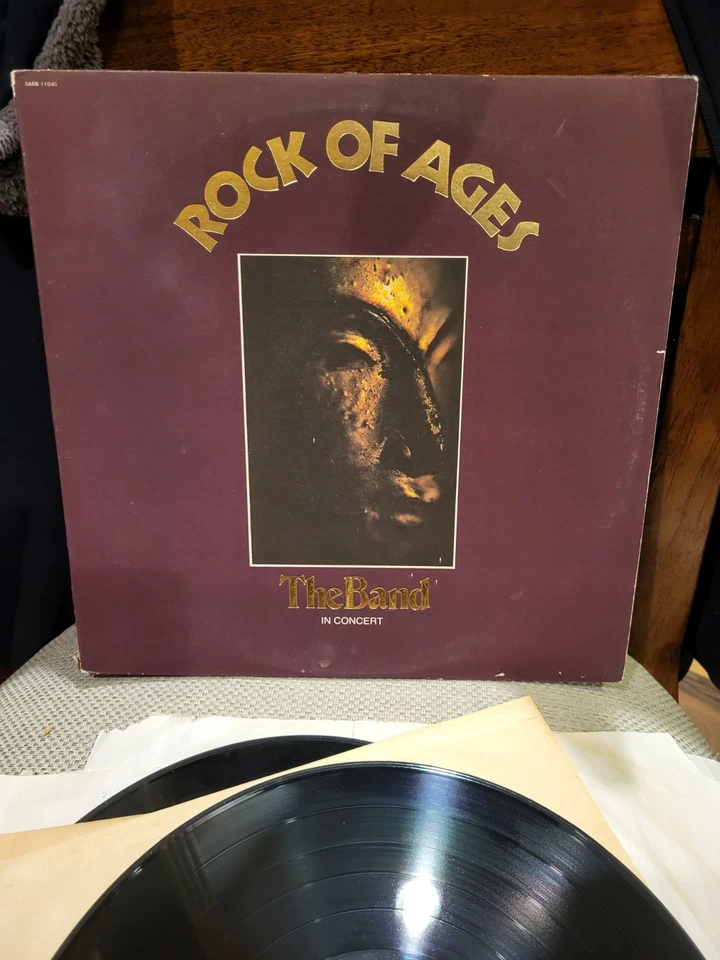 SABB 11045
ROCK OF AGES
The Band
IN CONCERT